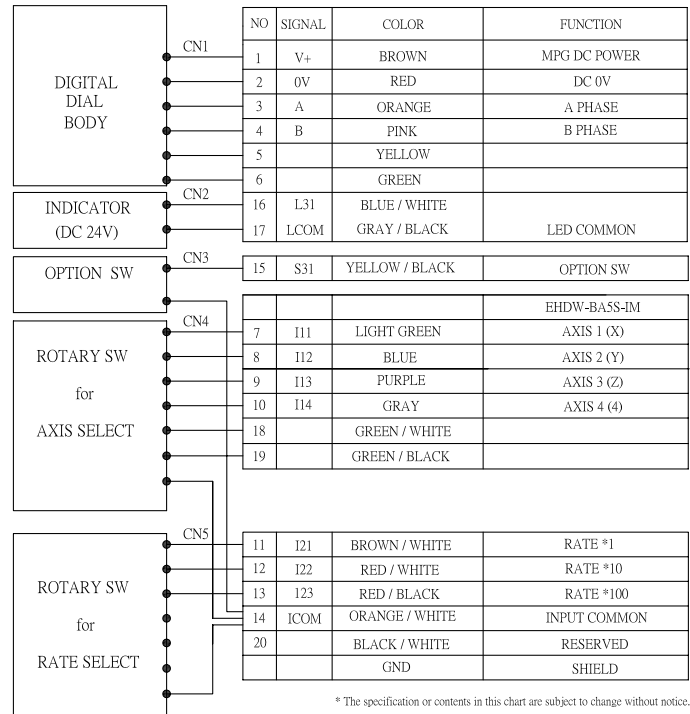 NO SIGNAL COLOR FUNCTION
CN1
1 V+ BROWN MPG DC POWER
2 0V RED DC 0V
3 A ORANGE A PHASE
4 B PINK B PHASE
5 YELLOW
6 GREEN
DIGITAL
DIAL
BODY
CN2
16 L31 BLUE / WHITE
17 LCOM GRAY / BLACK LED COMMON
INDICATOR
(DC 24V)
CN3
15 S31 YELLOW / BLACK OPTION SW
OPTION SW
EHDW-BA5S-IM
CN4
7 I11 LIGHT GREEN AXIS 1 (X)
8 I12 BLUE AXIS 2 (Y)
9 I13 PURPLE AXIS 3 (Z)
10 I14 GRAY AXIS 4 (4)
18 GREEN / WHITE
19 GREEN / BLACK
ROTARY SW
for
AXIS SELECT
CN5
11 I21 BROWN / WHITE RATE *1
12 I22 RED / WHITE RATE *10
13 123 RED / BLACK RATE *100
14 ICOM ORANGE / WHITE INPUT COMMON
20 BLACK / WHITE RESERVED
GND SHIELD
ROTARY SW
for
RATE SELECT
* The specification or contents in this chart are subject to change without notice.